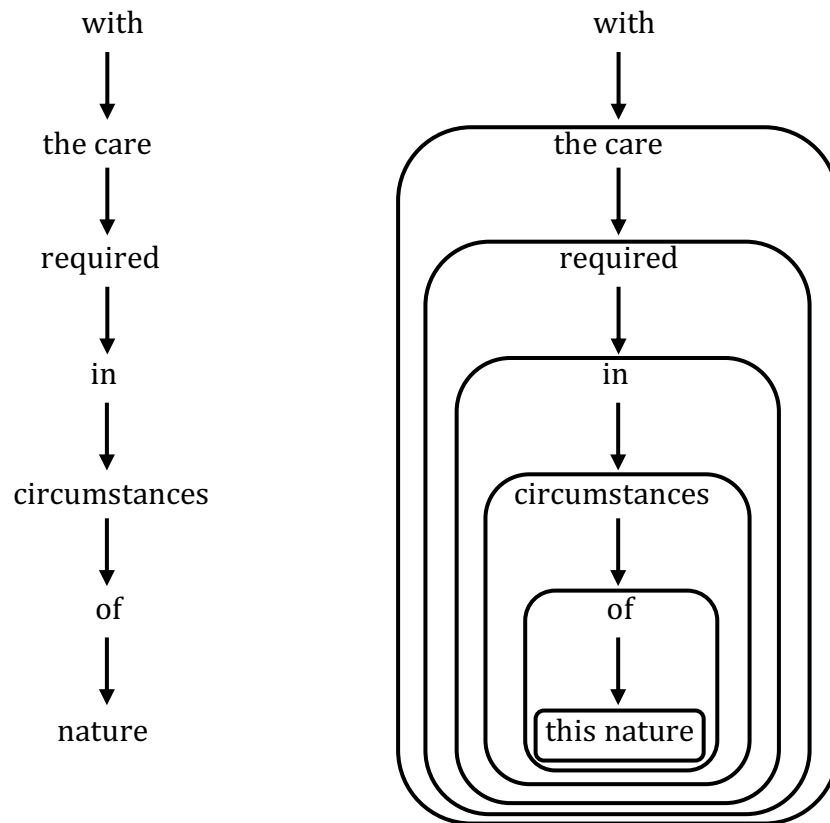 with
the care
required
in
circumstances
of
nature
with
the care
required
in
circumstances
of
this nature